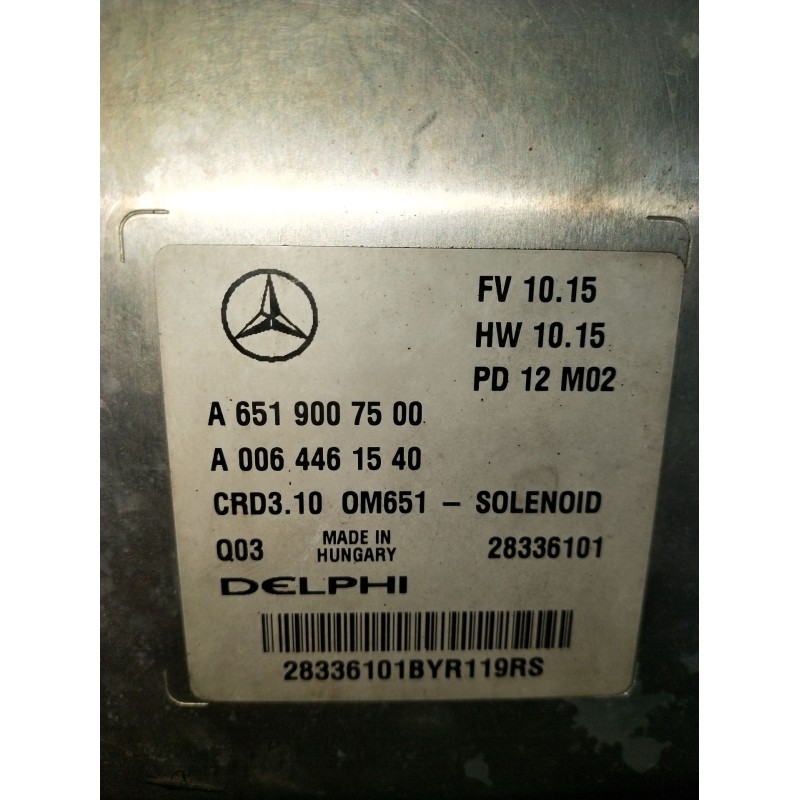 FV 10.15
HW 10.15
PD 12 M02
A 651 900 75 00
A 006 446 15 40
CRD3.10 OM651 – SOLENOID
Q03 MADE IN HUNGARY 28336101
DELPHI
28336101BYR119RS